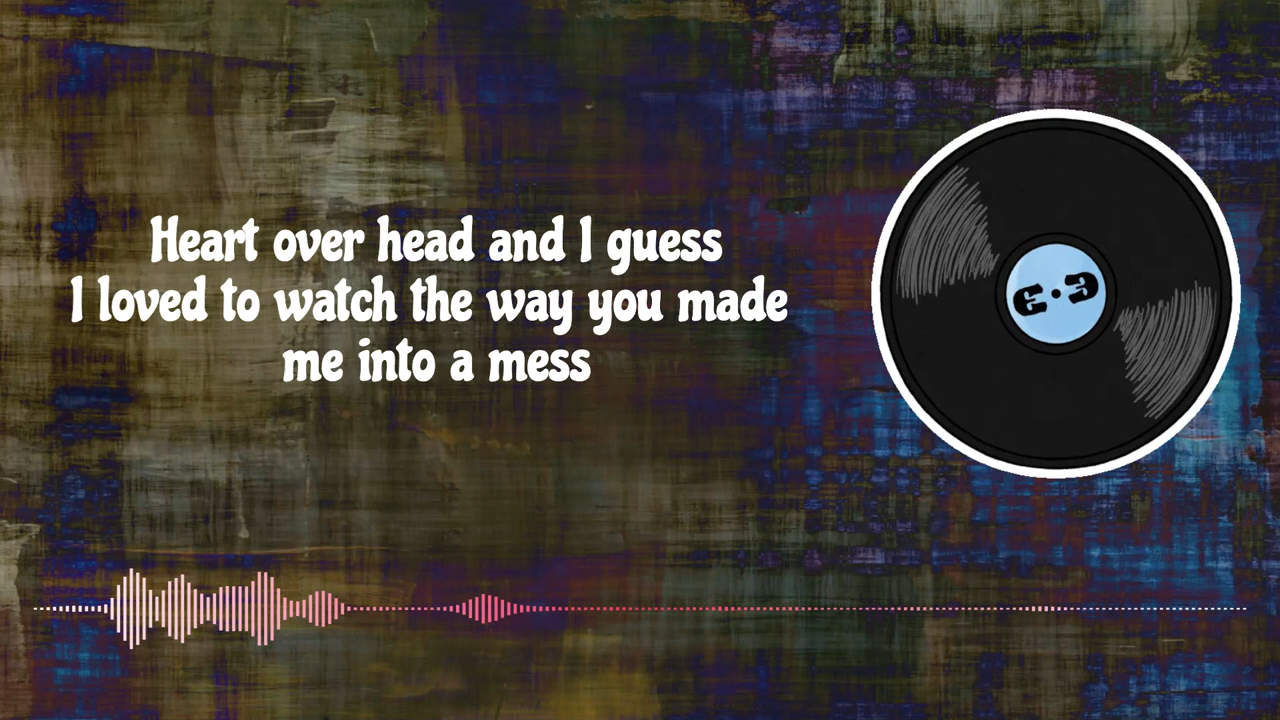 Heart over head and I guess
I loved to watch the way you made
me into a mess